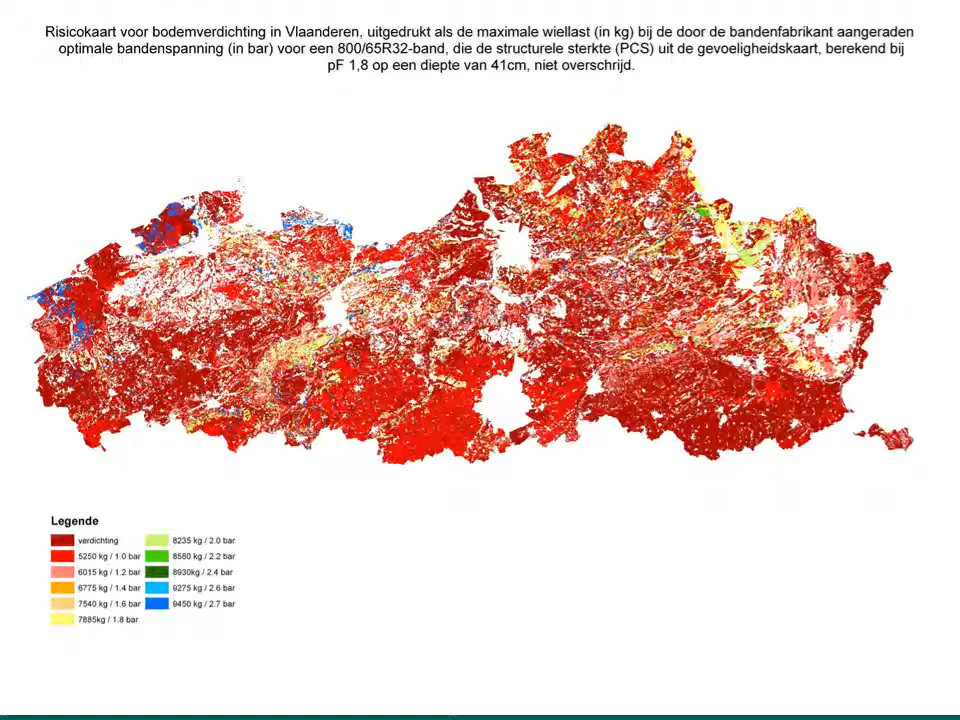 Risicokaart voor bodemverdichting in Vlaanderen, uitgedrukt als de maximale wiellast (in kg) bij de door de bandenfabrikant aangeraden
optimale bandenspanning (in bar) voor een 800/65R32-band, die de structurele sterkte (PCS) uit de gevoeligheidskaart, berekend bij
pF 1,8 op een diepte van 41cm, niet overschrijd.
Legende
verdichting
5250 kg / 1.0 bar
6015 kg / 1.2 bar
6775 kg / 1.4 bar
7540 kg / 1.6 bar
7885kg / 1.8 bar
8235 kg / 2.0 bar
8580 kg / 2.2 bar
8930kg / 2.4 bar
9275 kg / 2.6 bar
9450 kg / 2.7 bar